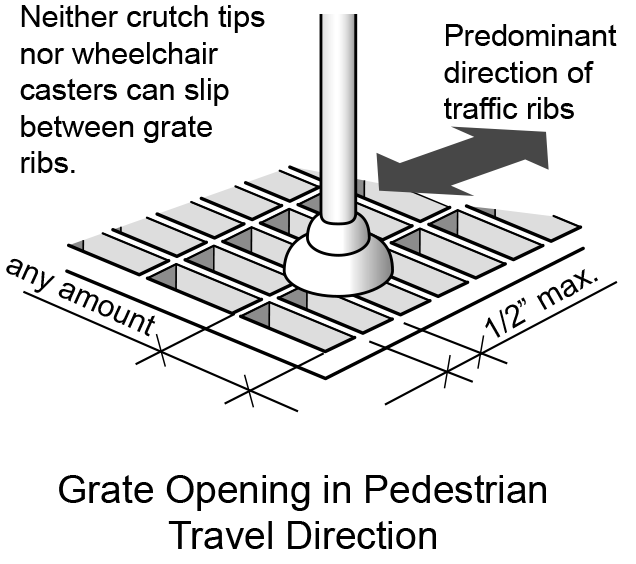 Neither crutch tips
nor wheelchair
casters can slip
between grate
ribs.
Predominant
direction of
traffic ribs
any amount
1/2” max.
Grate Opening in Pedestrian
Travel Direction